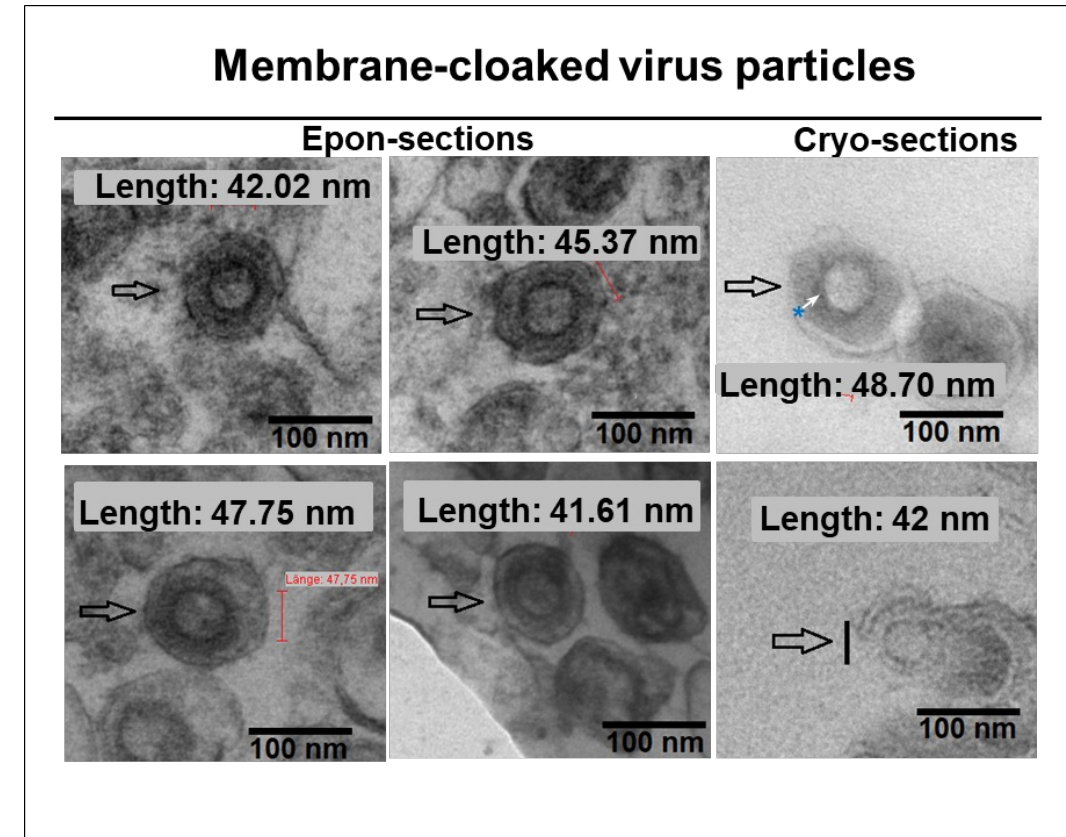 Membrane-cloaked virus particles
Epon-sections
Cryo-sections
Length: 42.02 nm
100 nm
Length: 45.37 nm
100 nm
*
Length: 48.70 nm
100 nm
Length: 47.75 nm
Länge: 47,75 nm
100 nm
Length: 41.61 nm
100 nm
Length: 42 nm
100 nm